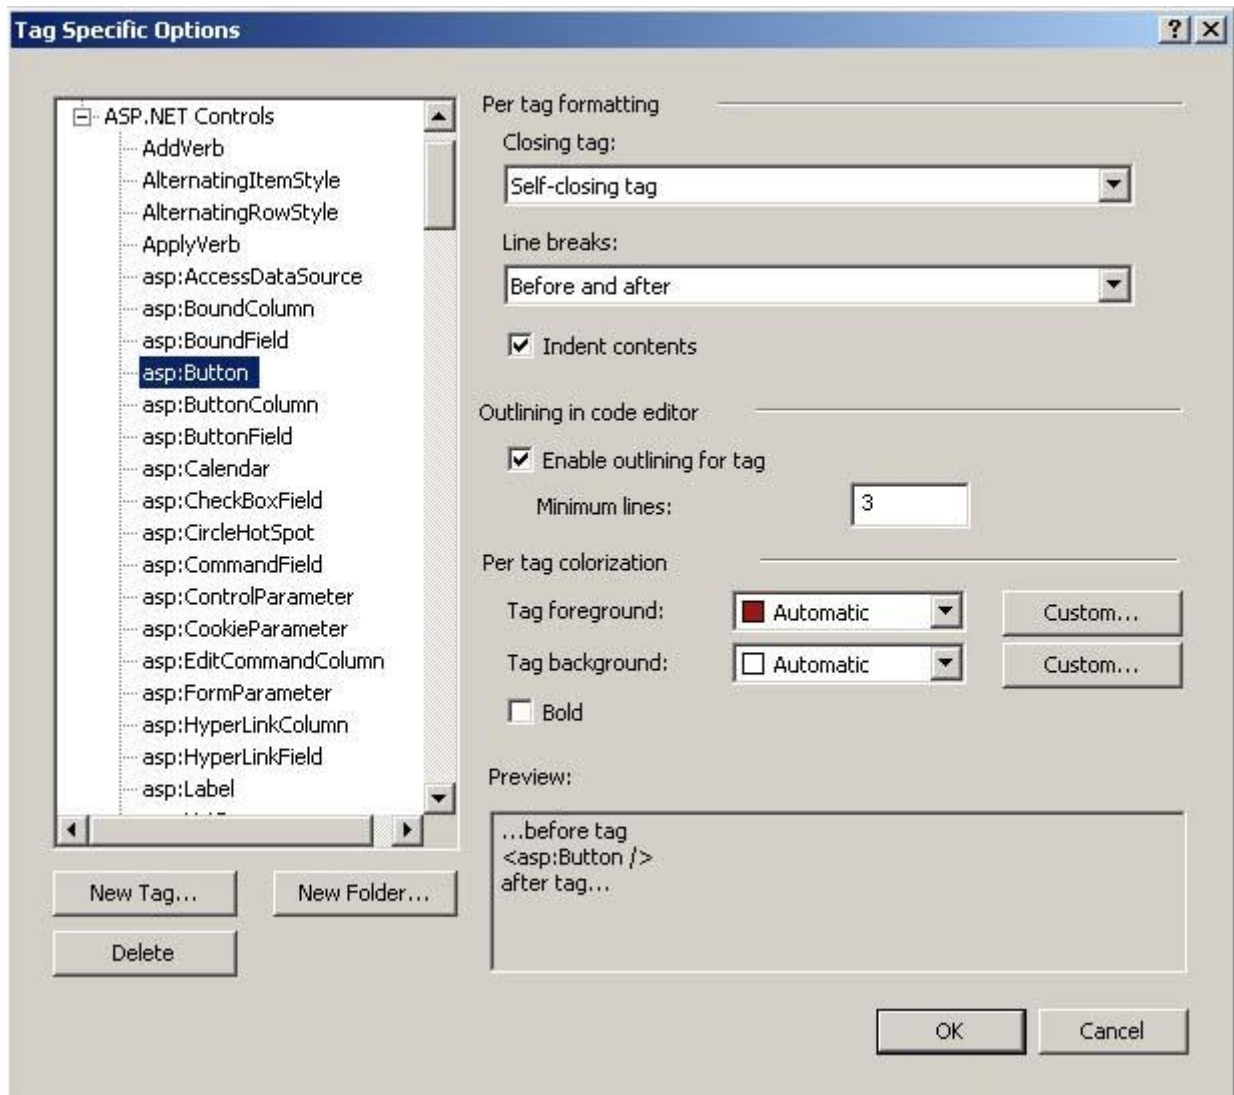 Tag Specific Options
ASP.NET Controls
AddVerb
AlternatingItemStyle
AlternatingRowStyle
ApplyVerb
asp:AccessDataSource
asp:BoundColumn
asp:BoundField
asp:Button
asp:ButtonColumn
asp:ButtonField
asp:Calendar
asp:CheckBoxField
asp:CircleHotSpot
asp:CommandField
asp:ControlParameter
asp:CookieParameter
asp:EditCommandColumn
asp:FormParameter
asp:HyperLinkColumn
asp:HyperLinkField
asp:Label
New Tag...
New Folder...
Delete
Per tag formatting
Closing tag:
Self-closing tag
Line breaks:
Before and after
Indent contents
Outlining in code editor
Enable outlining for tag
Minimum lines: 3
Per tag colorization
Tag foreground: Automatic Custom...
Tag background: Automatic Custom...
Bold
Preview:
...before tag
<asp:Button />
after tag...
OK
Cancel